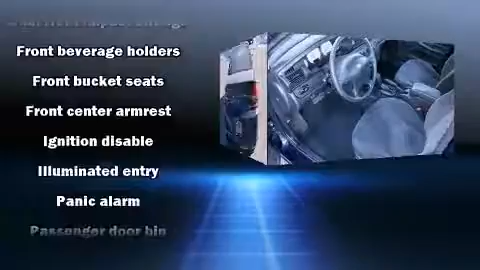 Front beverage holders
Front bucket seats
Front center armrest
Ignition disable
Illuminated entry
Panic alarm
Passenger door bin